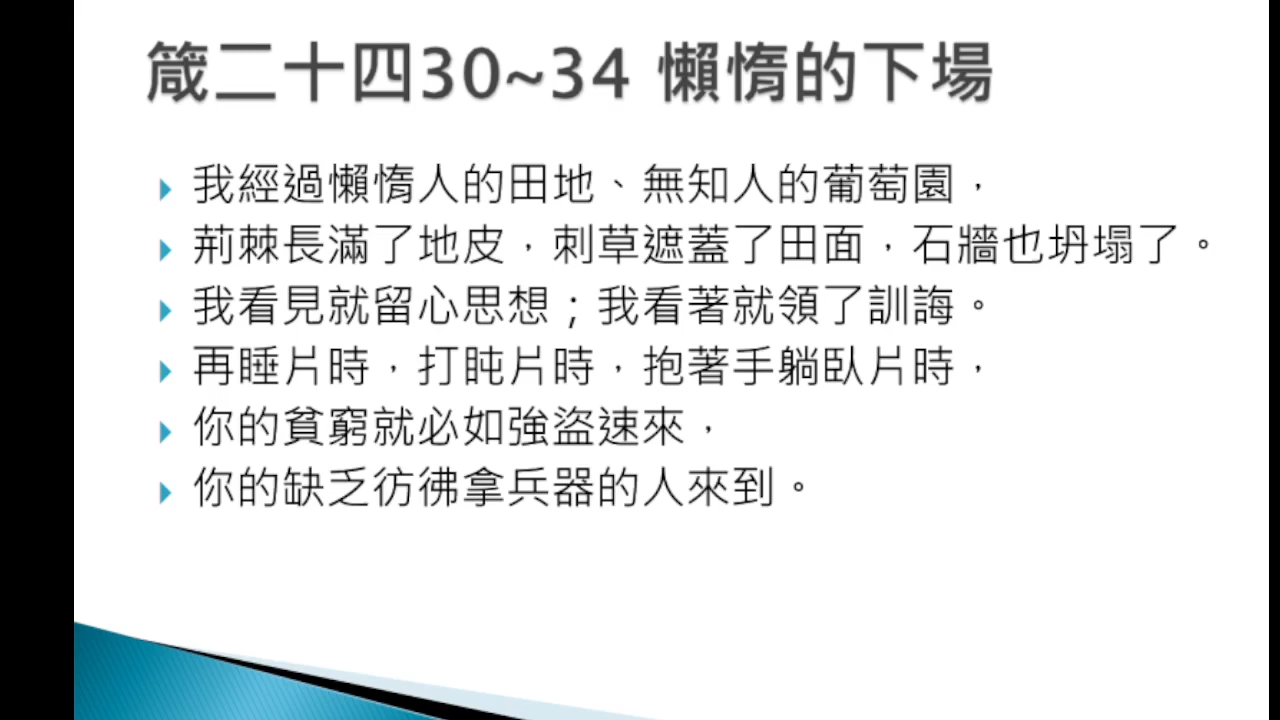 箴二十四30~34 懶惰的下場
我經過懶惰人的田地、無知人的葡萄園，
荊棘長滿了地皮，刺草遮蓋了田面，石牆也坍塌了。
我看見就留心思想；我看著就領了訓誨。
再睡片時，打盹片時，抱著手躺臥片時，
你的貧窮就必如強盜速來，
你的缺乏彷彿拿兵器的人來到。